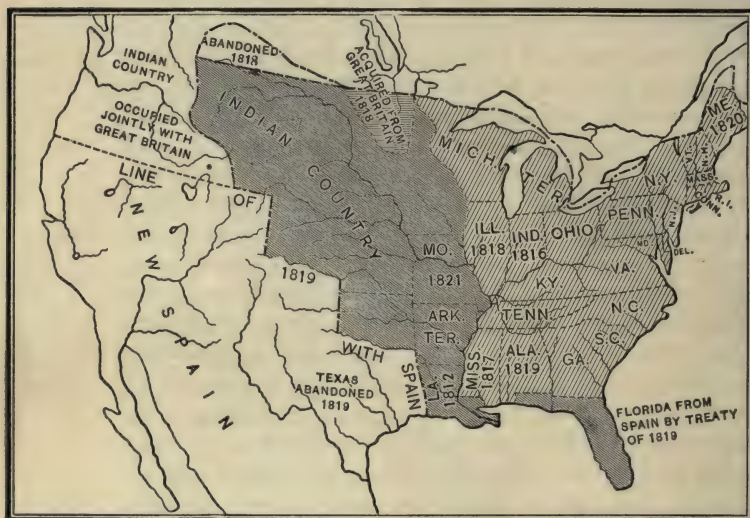 ABANDONED
1818
INDIAN
COUNTRY
OCCUPIED
JOINTLY WITH
GREAT BRITAIN
ACQUIRED FROM
GREAT BRITAIN
1818
INDIAN COUNTRY
LINE OF
1819
WITH SPAIN
NEW SPAIN
TEXAS
ABANDONED
1819
MICH. TER.
ME.
1820
VT.
N.H.
MASS.
R.I.
CONN.
N.Y.
PENN.
N.J.
MD.
DEL.
OHIO
IND.
1816
ILL.
1818
MO.
1821
KY.
VA.
ARK.
TER.
TENN.
N.C.
S.C.
GA.
ALA.
1819
MISS.
1817
LA.
1812
FLORIDA FROM
SPAIN BY TREATY
OF 1819